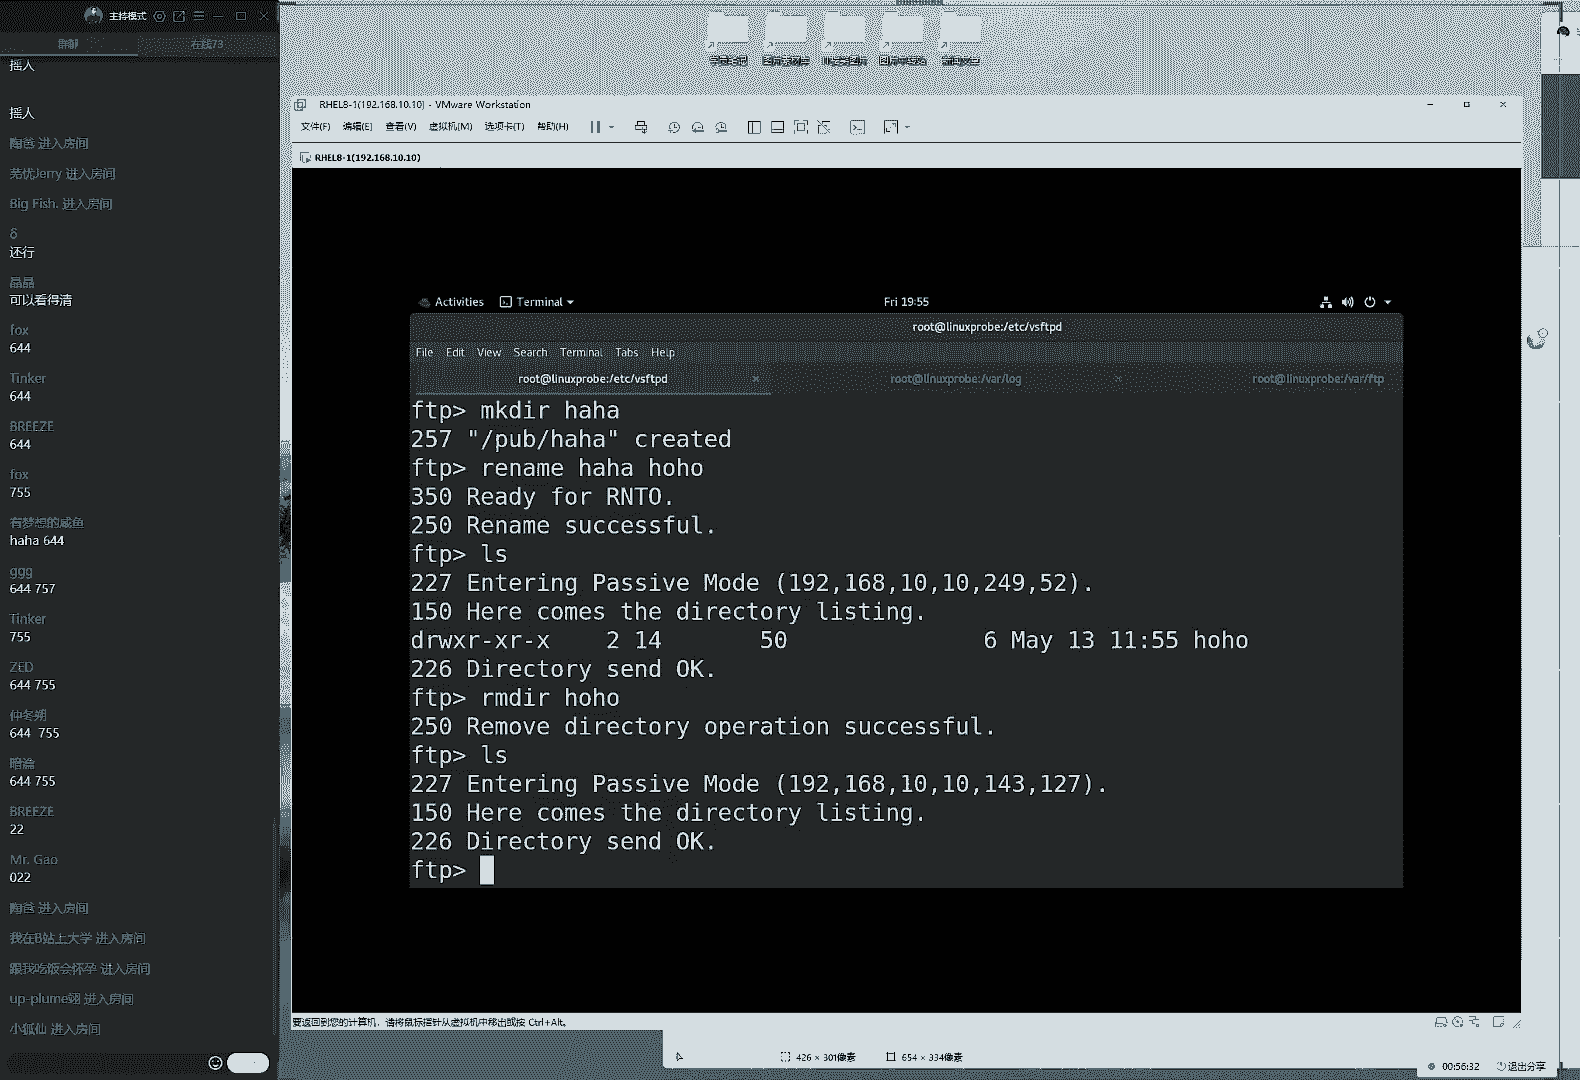 主持模式
群聊
在线73
摇人
摇人
陶爸 进入房间
芜忧Jerry 进入房间
Big Fish. 进入房间
δ
还行
晶晶
可以看得清
fox
644
Tinker
644
BREEZE
644
fox
755
有梦想的咸鱼
haha 644
ggg
644 757
Tinker
755
ZED
644 755
仲冬朔
644 755
暗滷
644 755
BREEZE
22
Mr. Gao
022
陶爸 进入房间
我在B站上大学 进入房间
跟我吃饭会怀孕 进入房间
up-plume翊 进入房间
小狐仙 进入房间
RHEL8-1(192.168.10.10) - VMware Workstation
文件(F) 编辑(E) 查看(V) 虚拟机(M) 选项卡(T) 帮助(H)
RHEL8-1(192.168.10.10)
Activities Terminal Fri 19:55
root@linuxprobe:/etc/vsftpd
File Edit View Search Terminal Tabs Help
root@linuxprobe:/etc/vsftpd × root@linuxprobe:/var/log × root@linuxprobe:/var/ftp
ftp> mkdir haha
257 "/pub/haha" created
ftp> rename haha hoho
350 Ready for RNTO.
250 Rename successful.
ftp> ls
227 Entering Passive Mode (192,168,10,10,249,52).
150 Here comes the directory listing.
drwxr-xr-x 2 14 50 6 May 13 11:55 hoho
226 Directory send OK.
ftp> rmdir hoho
250 Remove directory operation successful.
ftp> ls
227 Entering Passive Mode (192,168,10,10,143,127).
150 Here comes the directory listing.
226 Directory send OK.
ftp>
要返回到您的计算机，请将鼠标指针从虚拟机中移出或按 Ctrl+Alt。
426 × 301像素 654 × 334像素
00:56:32 退出分享